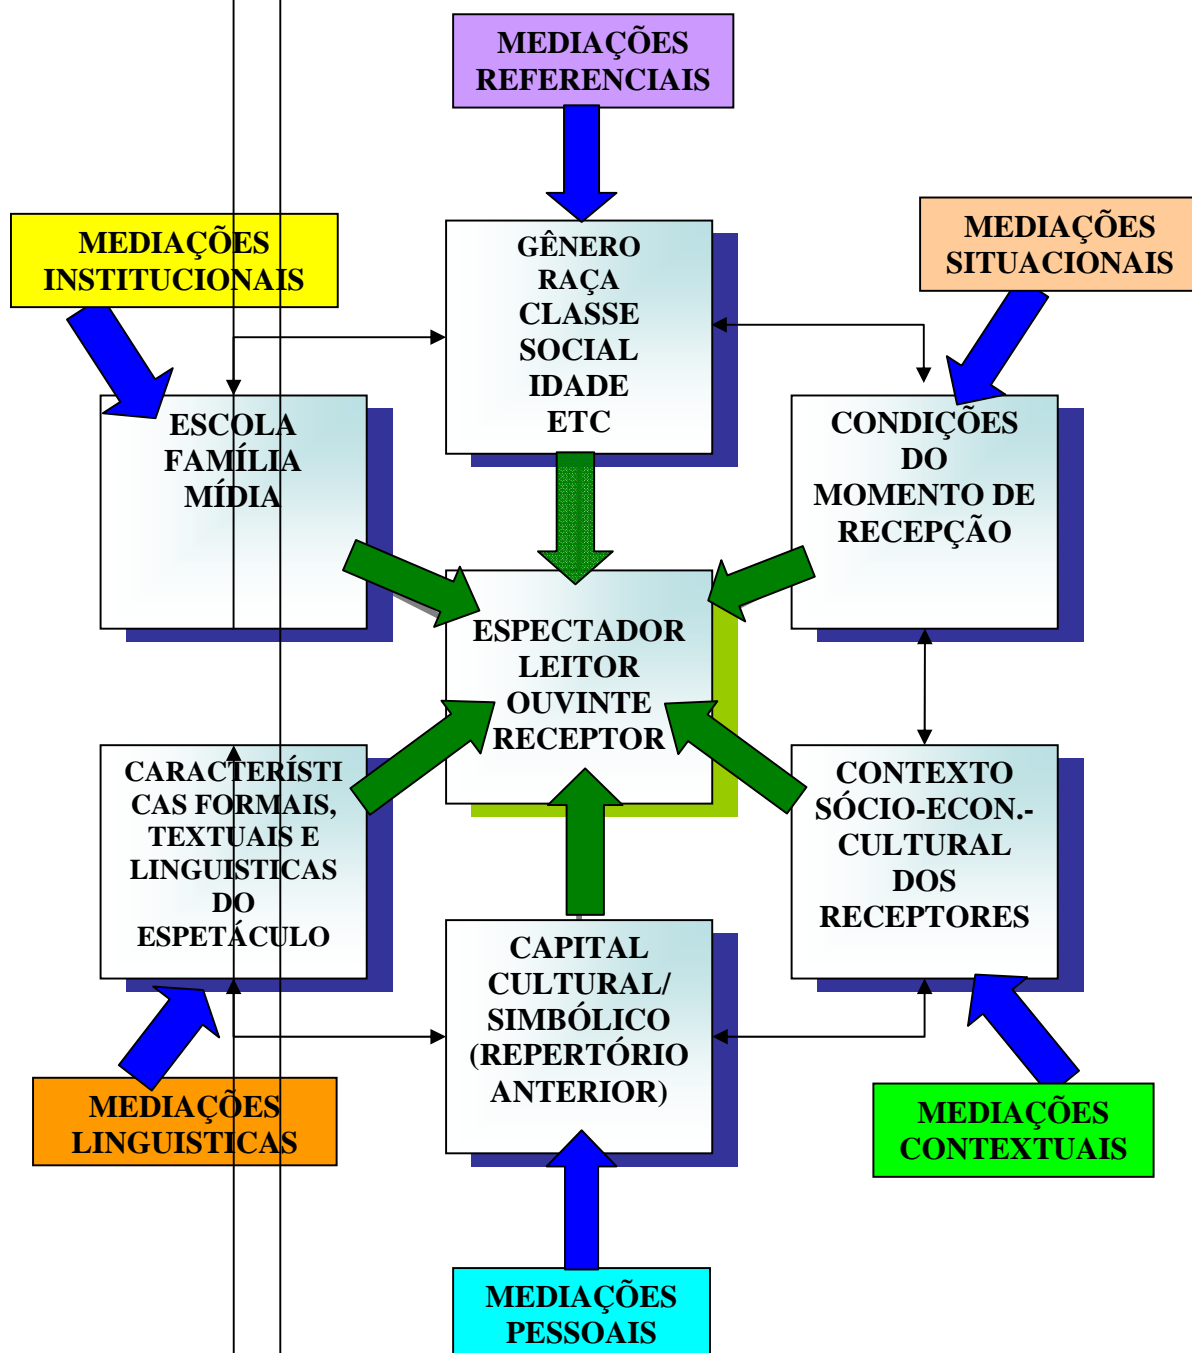 MEDIAÇÕES
REFERENCIAIS
MEDIAÇÕES
INSTITUCIONAIS
GÊNERO
RAÇA
CLASSE
SOCIAL
IDADE
ETC
MEDIAÇÕES
SITUACIONAIS
ESCOLA
FAMÍLIA
MÍDIA
CONDIÇÕES
DO
MOMENTO DE
RECEPÇÃO
ESPECTADOR
LEITOR
OUVINTE
RECEPTOR
CARACTERÍSTI
CAS FORMAIS,
TEXTUAIS E
LINGUISTICAS
DO
ESPETÁCULO
CONTEXTO
SÓCIO-ECON.-
CULTURAL
DOS
RECEPTORES
CAPITAL
CULTURAL/
SIMBÓLICO
(REPERTÓRIO
ANTERIOR)
MEDIAÇÕES
LINGUISTICAS
MEDIAÇÕES
CONTEXTUAIS
MEDIAÇÕES
PESSOAIS